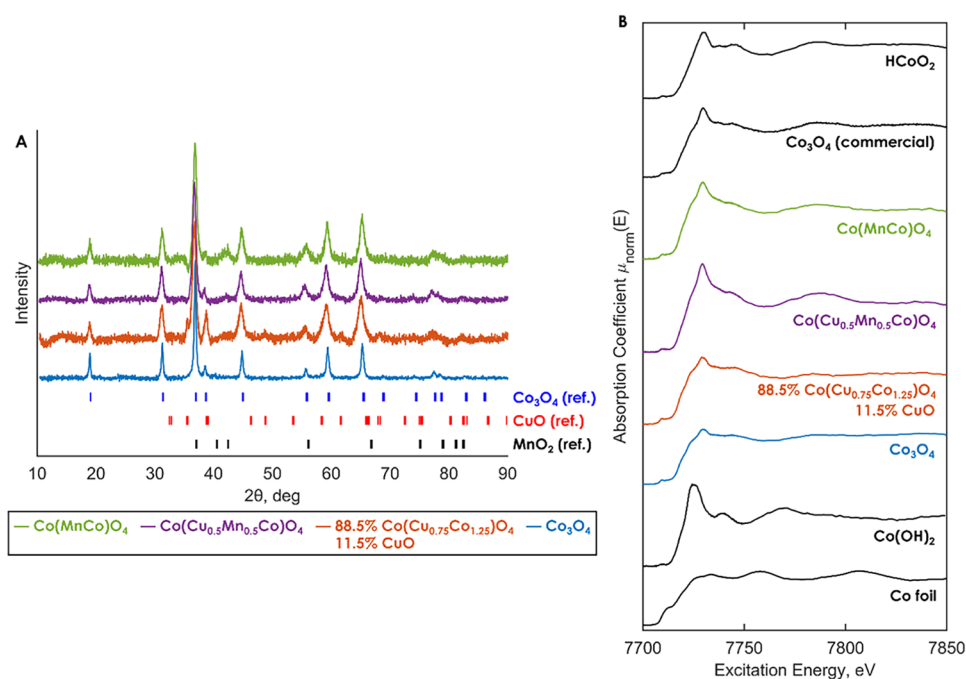 A
Intensity
Co₃O₄ (ref.)
CuO (ref.)
MnO₂ (ref.)
10 20 30 40 50 60 70 80 90
2θ, deg
Co(MnCo)O₄ Co(Cu₀.₅Mn₀.₅Co)O₄ 88.5% Co(Cu₀.₇₅Co₁.₂₅)O₄ Co₃O₄
11.5% CuO
B
Absorption Coefficient μnorm(E)
HCoO₂
Co₃O₄ (commercial)
Co(MnCo)O₄
Co(Cu₀.₅Mn₀.₅Co)O₄
88.5% Co(Cu₀.₇₅Co₁.₂₅)O₄
11.5% CuO
Co₃O₄
Co(OH)₂
Co foil
7700 7750 7800 7850
Excitation Energy, eV